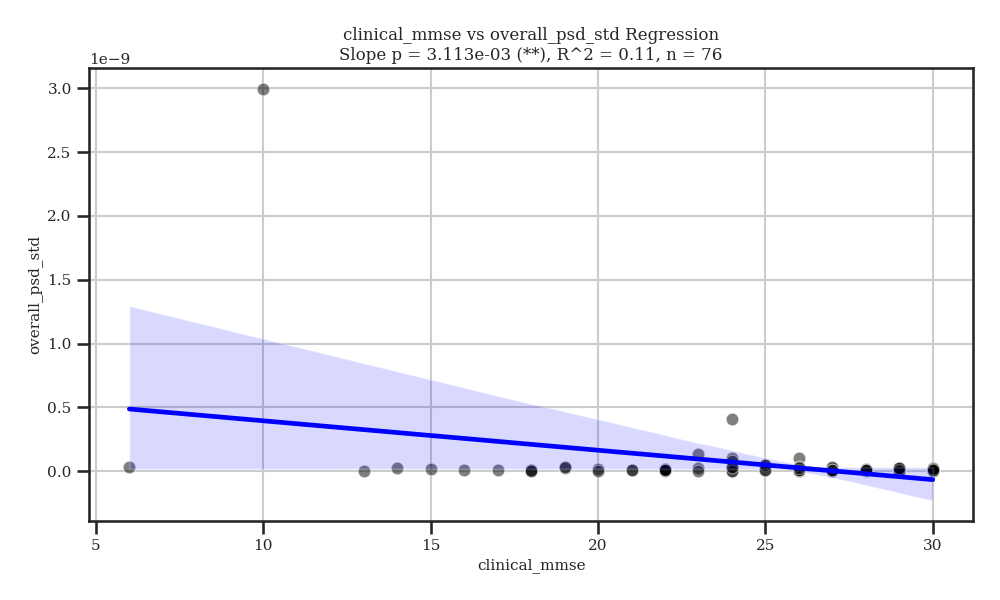 clinical_mmse vs overall_psd_std Regression
Slope p = 3.113e-03 (**), R^2 = 0.11, n = 76
1e−9
3.0
2.5
2.0
1.5
1.0
0.5
0.0
overall_psd_std
5
10
15
20
25
30
clinical_mmse